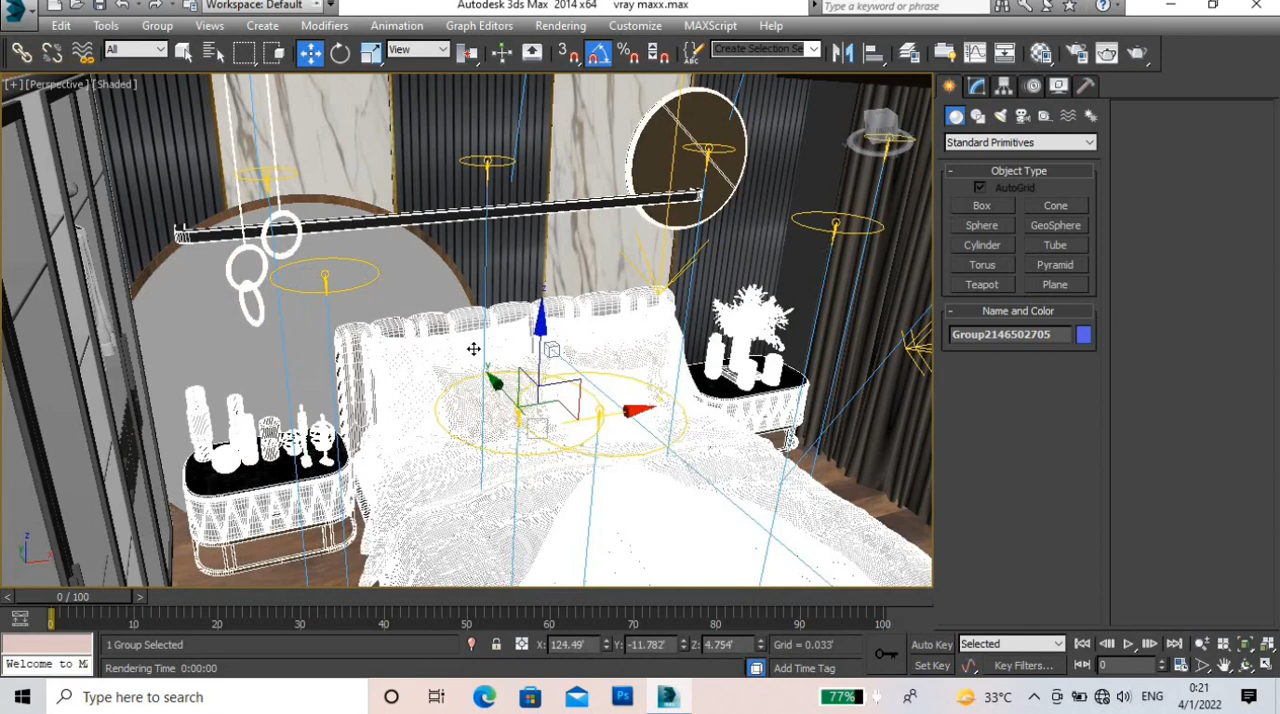 Workspace: Default
Autodesk 3ds Max 2014 x64 vray maxx.max
Type a keyword or phrase
Edit Tools Group Views Create Modifiers Animation Graph Editors Rendering Customize MAXScript Help
All
View
3
Create Selection Se
[+] [Perspective] [Shaded]
Standard Primitives
- Object Type
AutoGrid
Box Cone
Sphere GeoSphere
Cylinder Tube
Torus Pyramid
Teapot Plane
- Name and Color
Group2146502705
< 0 / 100 >
0 10 20 30 40 50 60 70 80 90 100
1 Group Selected X: 124.49' Y: -11.782' Z: 4.754' Grid = 0.033' Auto Key Selected
Welcome to M Rendering Time 0:00:00 Add Time Tag Set Key Key Filters... 0
Type here to search
77%
33°C
ENG
0:21
4/1/2022